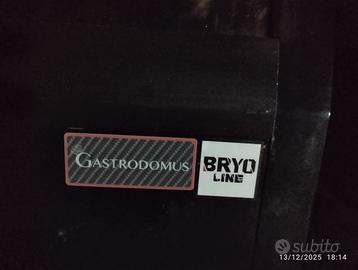 GASTRODOMUS
BRYO
LINE
subito
13/12/2025 18:14